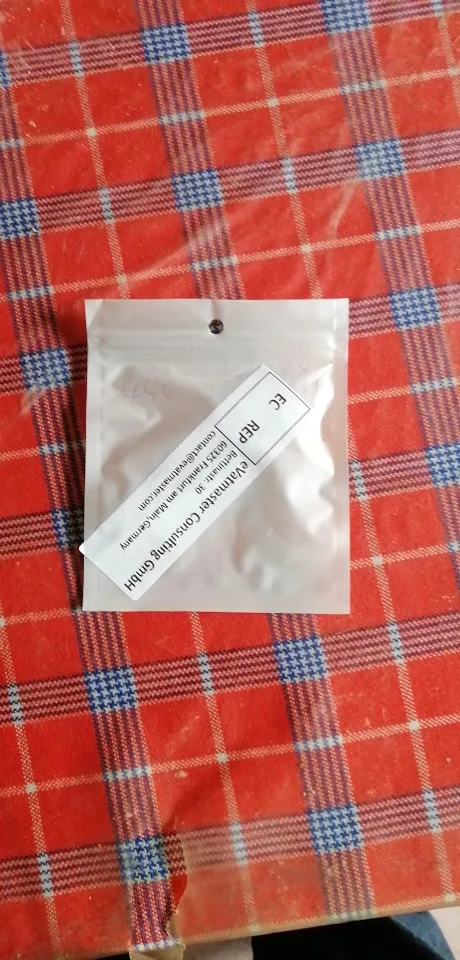 EC REP
eVatmaster Consulting GmbH
Bettinastr. 30
60325 Frankfurt am Main,Germany
contact@evatmaster.com